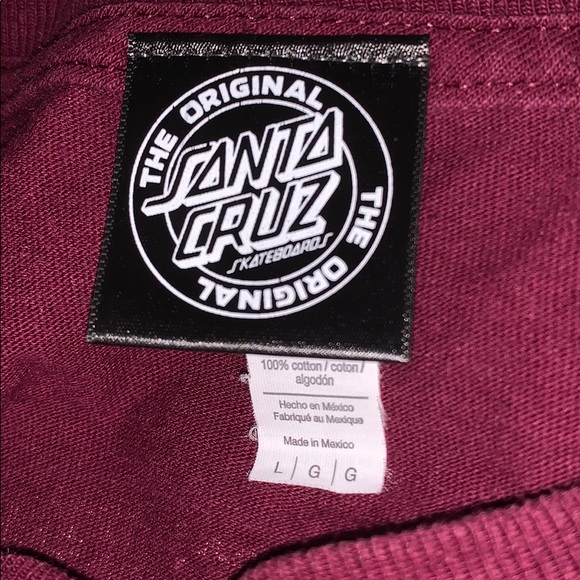 THE ORIGINAL
SANTA
CRUZ
SKATEBOARDS
THE ORIGINAL
100% cotton / coton /
algodón
Hecho en México
Fabriqué au Mexique
Made in Mexico
L / G / G